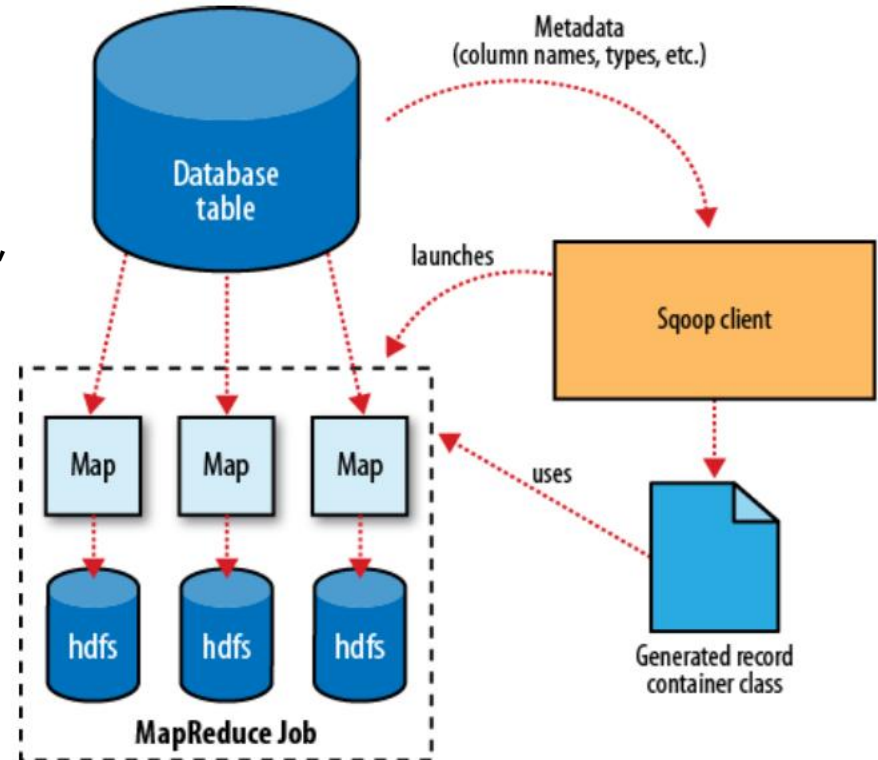 Metadata
(column names, types, etc.)
Database
table
,
launches
Sqoop client
Map
Map
Map
uses
hdfs
hdfs
hdfs
Generated record
container class
MapReduce Job